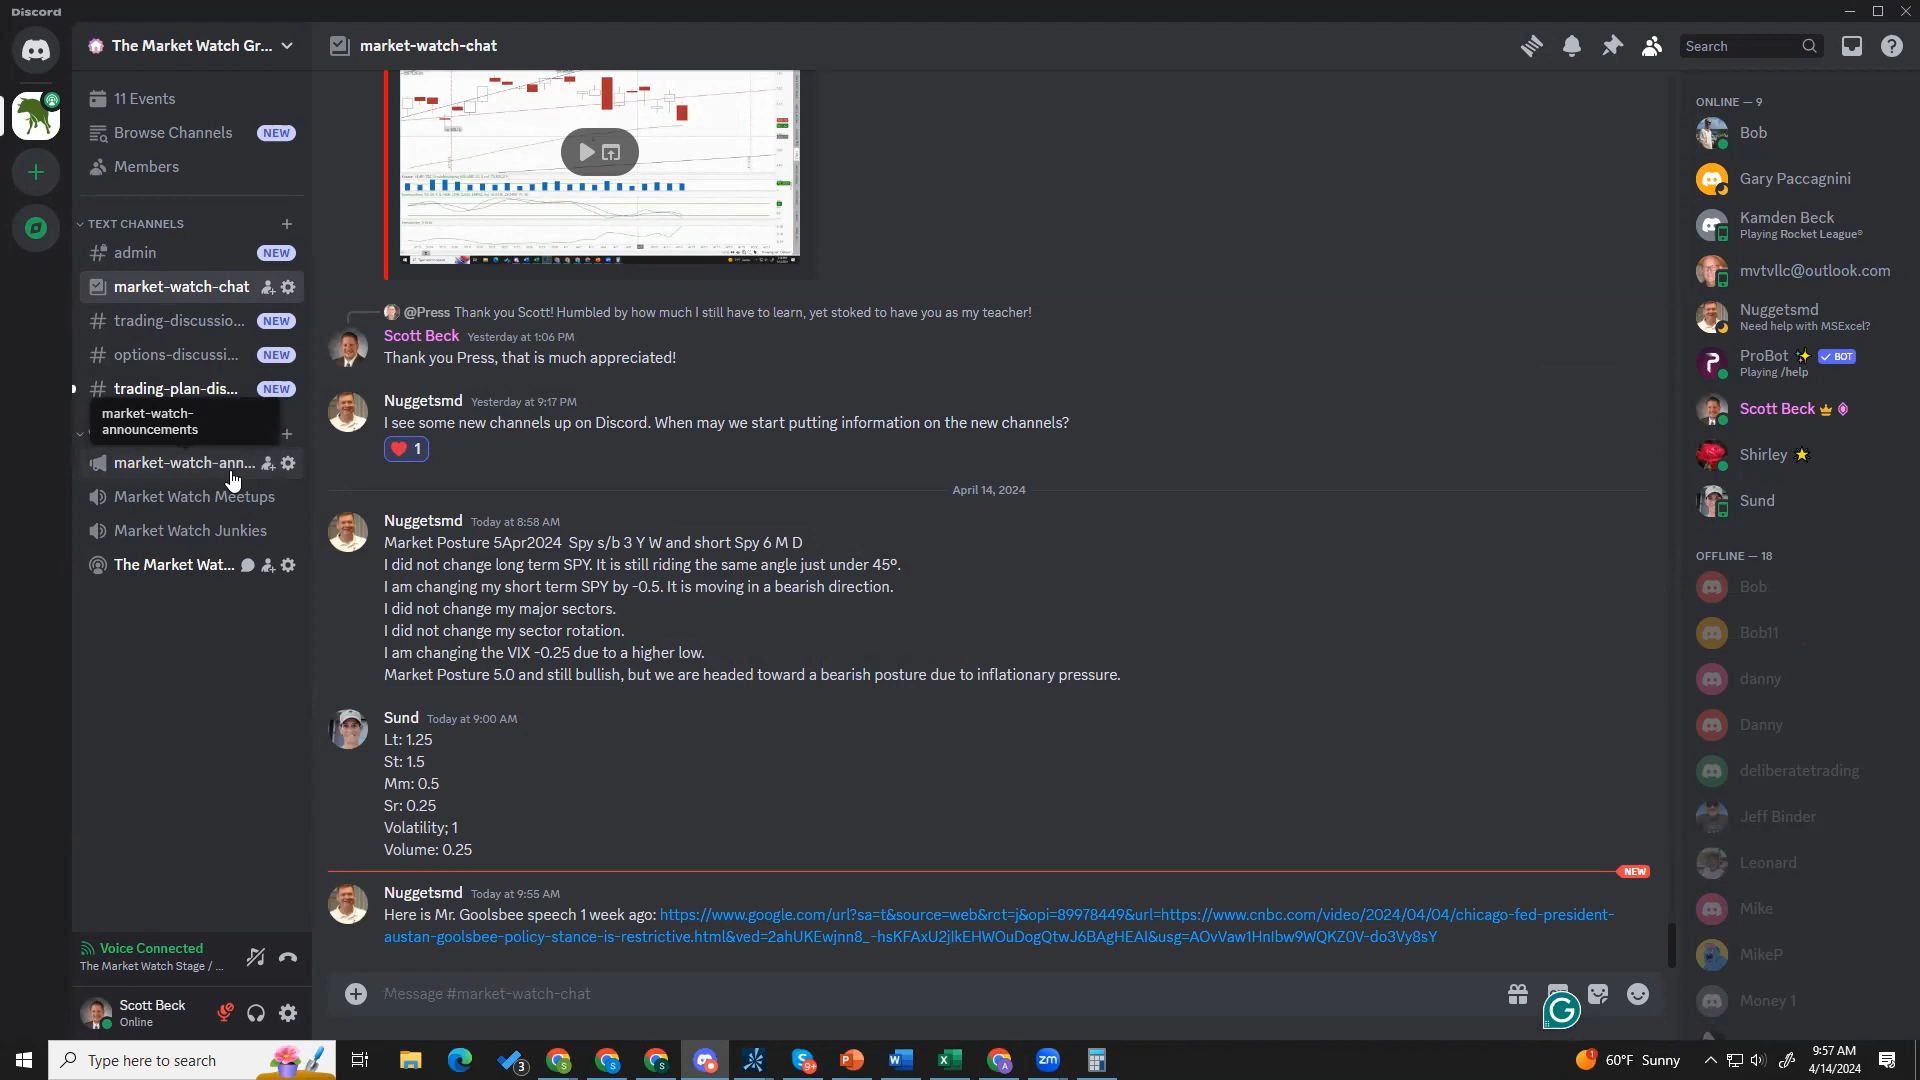 Discord
The Market Watch Gr...
market-watch-chat
Search
11 Events
Browse Channels NEW
Members
TEXT CHANNELS
admin NEW
market-watch-chat
trading-discussio... NEW
options-discussi... NEW
trading-plan-dis... NEW
market-watch-
announcements
market-watch-ann...
Market Watch Meetups
Market Watch Junkies
The Market Wat...
Voice Connected
The Market Watch Stage / ...
Scott Beck
Online
@Press Thank you Scott! Humbled by how much I still have to learn, yet stoked to have you as my teacher!
Scott Beck Yesterday at 1:06 PM
Thank you Press, that is much appreciated!
Nuggetsmd Yesterday at 9:17 PM
I see some new channels up on Discord. When may we start putting information on the new channels?
1
April 14, 2024
Nuggetsmd Today at 8:58 AM
Market Posture 5Apr2024  Spy s/b 3 Y W and short Spy 6 M D
I did not change long term SPY. It is still riding the same angle just under 45º.
I am changing my short term SPY by -0.5. It is moving in a bearish direction.
I did not change my major sectors.
I did not change my sector rotation.
I am changing the VIX -0.25 due to a higher low.
Market Posture 5.0 and still bullish, but we are headed toward a bearish posture due to inflationary pressure.
Sund Today at 9:00 AM
Lt: 1.25
St: 1.5
Mm: 0.5
Sr: 0.25
Volatility; 1
Volume: 0.25
NEW
Nuggetsmd Today at 9:55 AM
Here is Mr. Goolsbee speech 1 week ago: https://www.google.com/url?sa=t&source=web&rct=j&opi=89978449&url=https://www.cnbc.com/video/2024/04/04/chicago-fed-president-
austan-goolsbee-policy-stance-is-restrictive.html&ved=2ahUKEwjnn8_-hsKFAxU2jIkEHWOuDogQtwJ6BAgHEAI&usg=AOvVaw1HnIbw9WQKZ0V-do3Vy8sY
Message #market-watch-chat
ONLINE — 9
Bob
Gary Paccagnini
Kamden Beck
Playing Rocket League®
mvtvllc@outlook.com
Nuggetsmd
Need help with MSExcel?
ProBot BOT
Playing /help
Scott Beck
Shirley
Sund
OFFLINE — 18
Bob
Bob11
danny
Danny
deliberatetrading
Jeff Binder
Leonard
Mike
MikeP
Money 1
Type here to search
3
9+
1
60°F Sunny
9:57 AM
4/14/2024